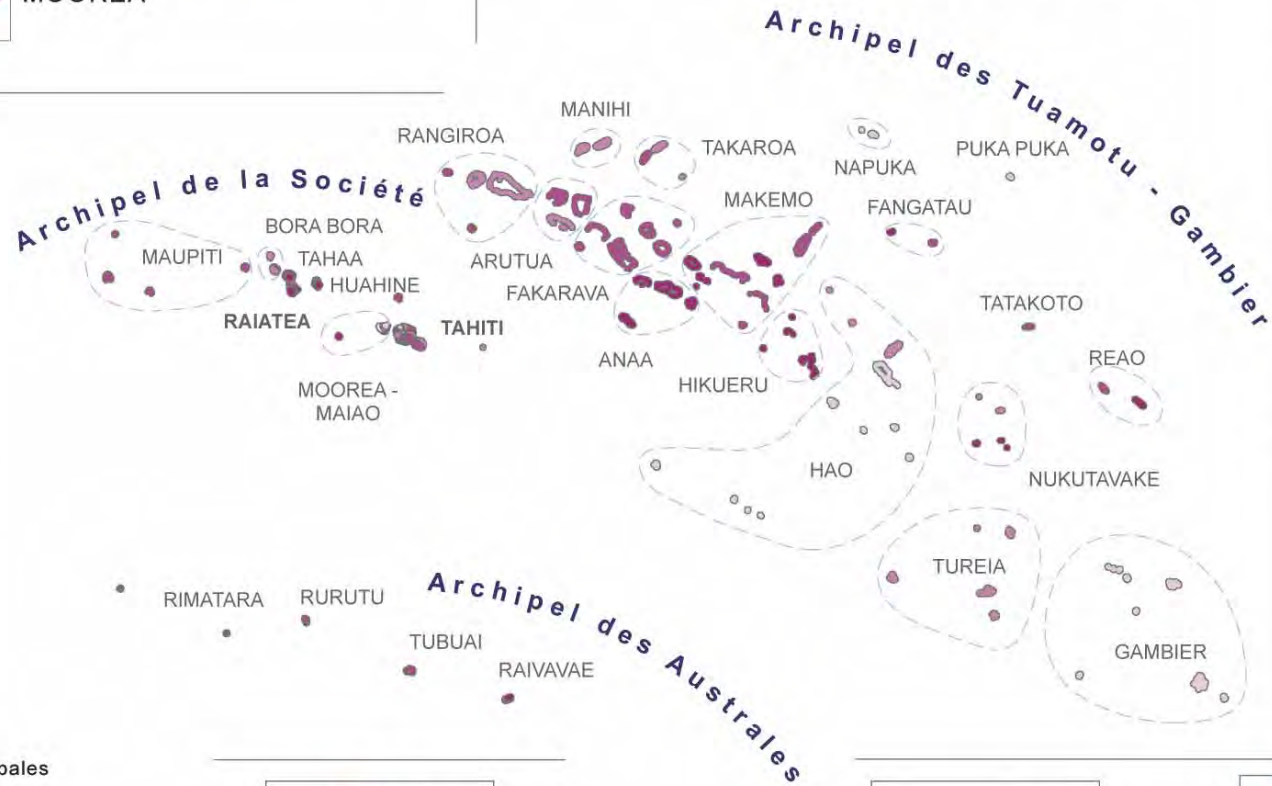 Archipel des Tuamotu - Gambier
MANIHI
RANGIROA
TAKAROA
NAPUKA
PUKA PUKA
Archipel de la Société
MAKEMO
FANGATAU
BORA BORA
MAUPITI
TAHAA
ARUTUA
HUAHINE
FAKARAVA
TATAKOTO
RAIATEA
TAHITI
ANAA
REAO
HIKUERU
MOOREA -
MAIAO
HAO
NUKUTAVAKE
TUREIA
Archipel des Australes
RIMATARA
RURUTU
TUBUAI
GAMBIER
RAIVAVAE